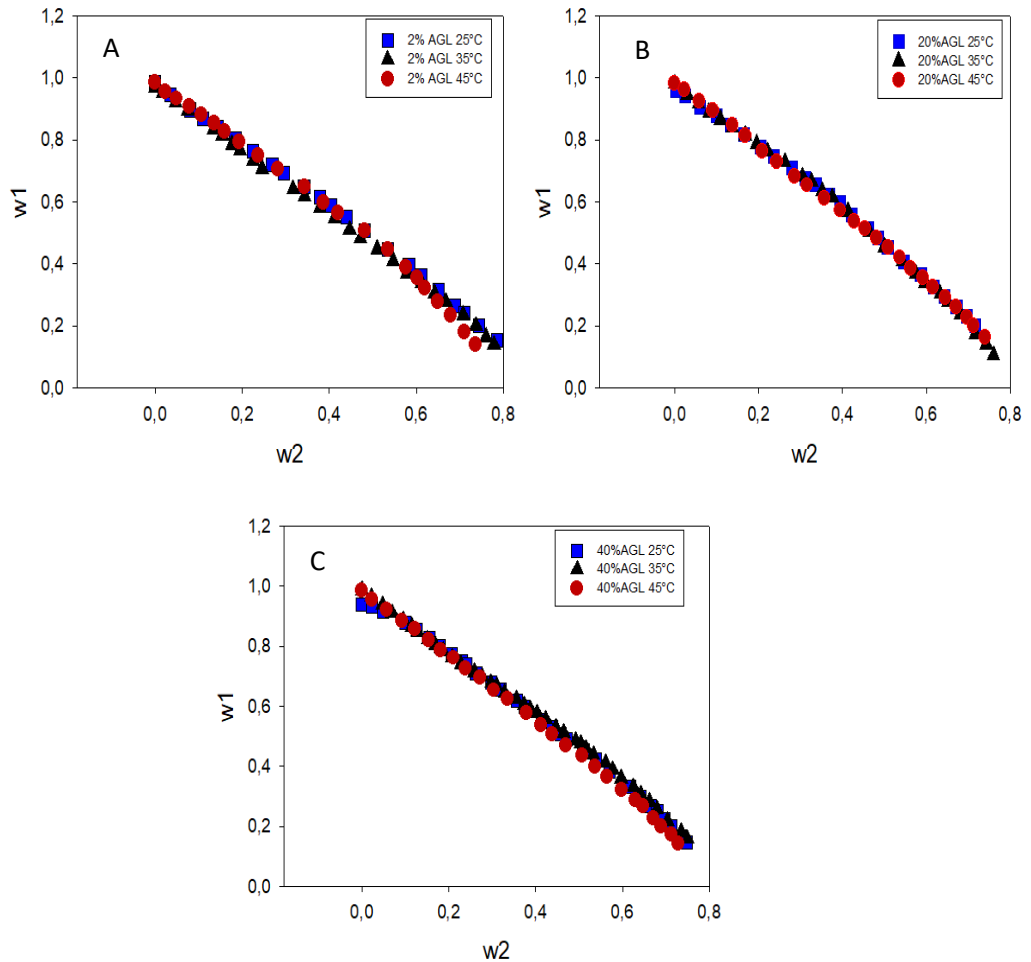 A
2% AGL 25°C
2% AGL 35°C
2% AGL 45°C
1,2
1,0
0,8
0,6
0,4
0,2
0,0
w1
0,0 0,2 0,4 0,6 0,8
w2
B
20%AGL 25°C
20%AGL 35°C
20%AGL 45°C
1,2
1,0
0,8
0,6
0,4
0,2
0,0
w1
0,0 0,2 0,4 0,6 0,8
w2
C
40%AGL 25°C
40%AGL 35°C
40%AGL 45°C
1,2
1,0
0,8
0,6
0,4
0,2
0,0
w1
0,0 0,2 0,4 0,6 0,8
w2